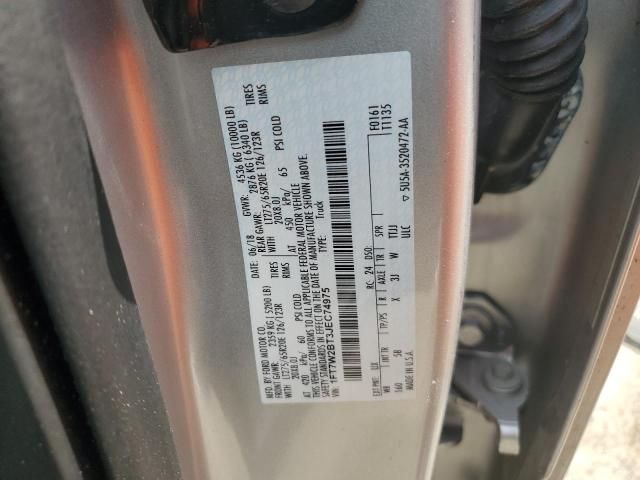 MFD. BY FORD MOTOR CO.
DATE: 06/18 GVWR: 4536 KG (10000 LB)
FRONT GAWR: 2359 KG ( 5200 LB) REAR GAWR: 2876 KG ( 6340 LB)
WITH LT275/65R20E 126/123R TIRES
20X8.0J RIMS
AT 420 kPa/ 60 PSI COLD
WITH LT275/65R20E 126/123R TIRES
20X8.0J RIMS
AT 450 kPa/ 65 PSI COLD
THIS VEHICLE CONFORMS TO ALL APPLICABLE FEDERAL MOTOR VEHICLE
SAFETY STANDARDS IN EFFECT ON THE DATE OF MANUFACTURE SHOWN ABOVE.
VIN: 1FT7W2BT3JEC74975
TYPE: Truck
F0161
T1135
EXT PNT: UX RC: 24 DSO:
WB INT TR TP/PS R AXLE TR SPR
160 SB X 3J W TTJJ
MADE IN U.S.A. ULC
5U5A-3520472-AA